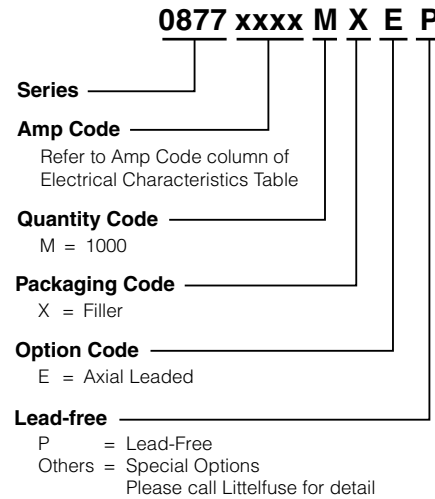 0877 xxxx M X E P
Series
Amp Code
Refer to Amp Code column of
Electrical Characteristics Table
Quantity Code
M = 1000
Packaging Code
X = Filler
Option Code
E = Axial Leaded
Lead-free
P = Lead-Free
Others = Special Options
Please call Littelfuse for detail